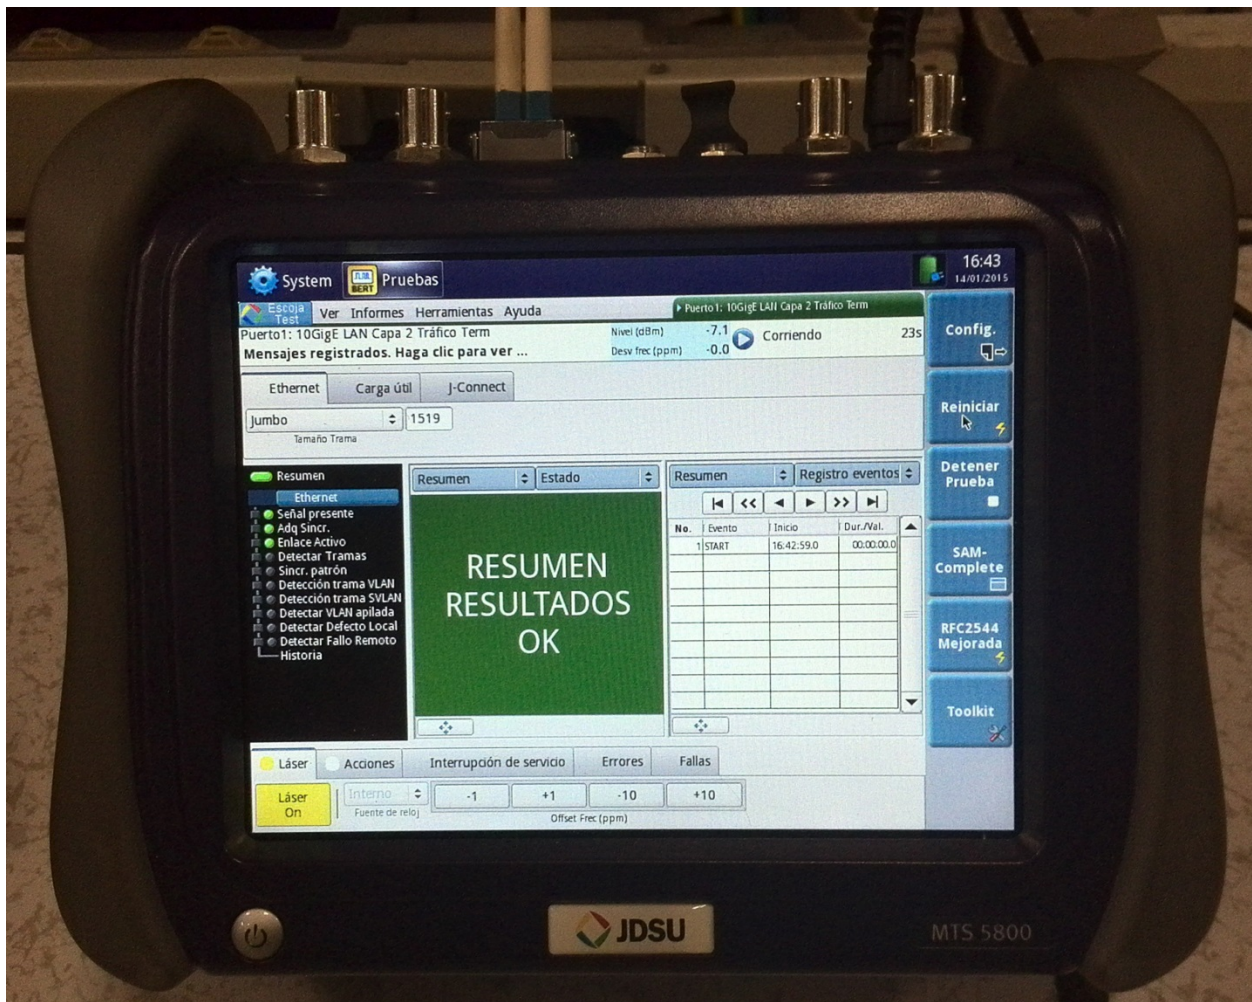 System
BERT
Pruebas
16:43
14/01/2015
Escoja Test
Ver Informes Herramientas Ayuda
Puerto1: 10GigE LAN Capa 2 Tráfico Term
Puerto1: 10GigE LAN Capa 2 Tráfico Term
Mensajes registrados. Haga clic para ver ...
Nivel (dBm) -7.1
Desv frec (ppm) -0.0
Corriendo 23s
Ethernet Carga útil J-Connect
Jumbo 1519
Tamaño Trama
Resumen
Ethernet
Señal presente
Adq Sincr.
Enlace Activo
Detectar Tramas
Sincr. patrón
Detección trama VLAN
Detección trama SVLAN
Detectar VLAN apilada
Detectar Defecto Local
Detectar Fallo Remoto
Historia
Resumen Estado
RESUMEN
RESULTADOS
OK
Resumen Registro eventos
No. Evento Inicio Dur./Val.
1 START 16:42:59.0 00:00:00.0
Config.
Reiniciar
Detener
Prueba
SAM-
Complete
RFC2544
Mejorada
Toolkit
Láser Acciones Interrupción de servicio Errores Fallas
Láser
On
Interno
Fuente de reloj
-1 +1 -10 +10
Offset Frec (ppm)
JDSU
MTS 5800